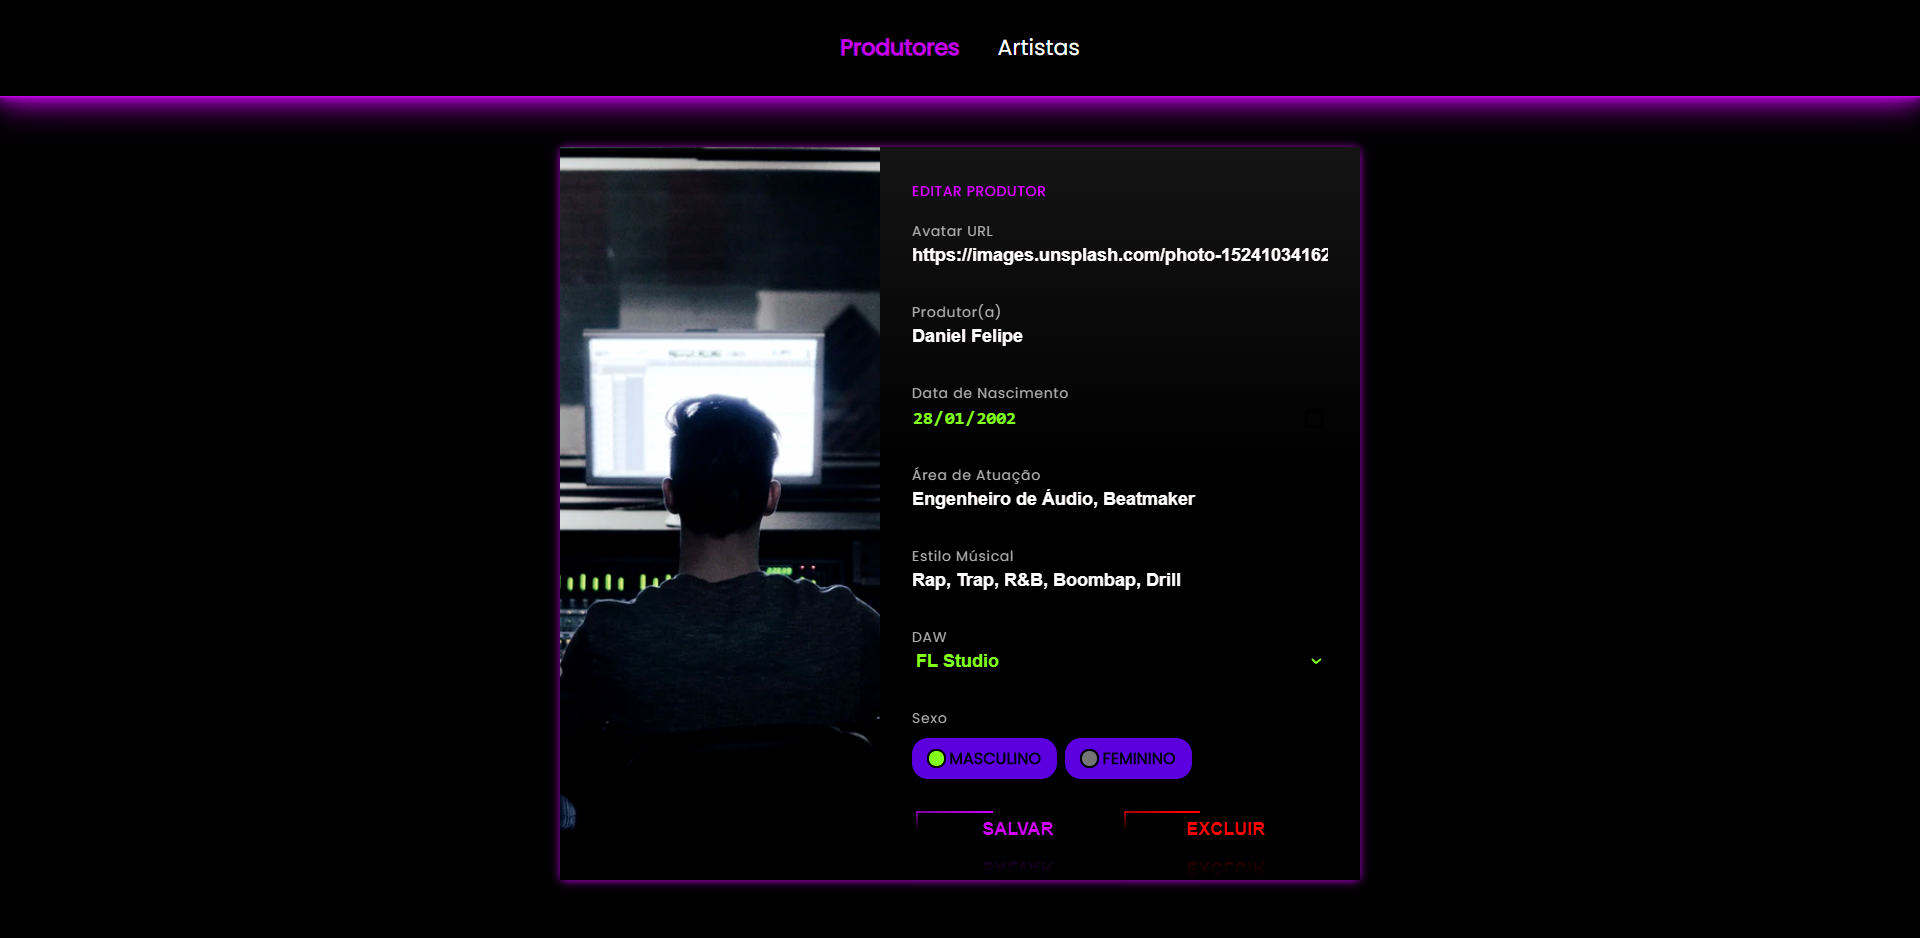 Produtores Artistas
EDITAR PRODUTOR
Avatar URL
https://images.unsplash.com/photo-15241034162
Produtor(a)
Daniel Felipe
Data de Nascimento
28/01/2002
Área de Atuação
Engenheiro de Áudio, Beatmaker
Estilo Músical
Rap, Trap, R&B, Boombap, Drill
DAW
FL Studio
Sexo
MASCULINO FEMININO
SALVAR EXCLUIR